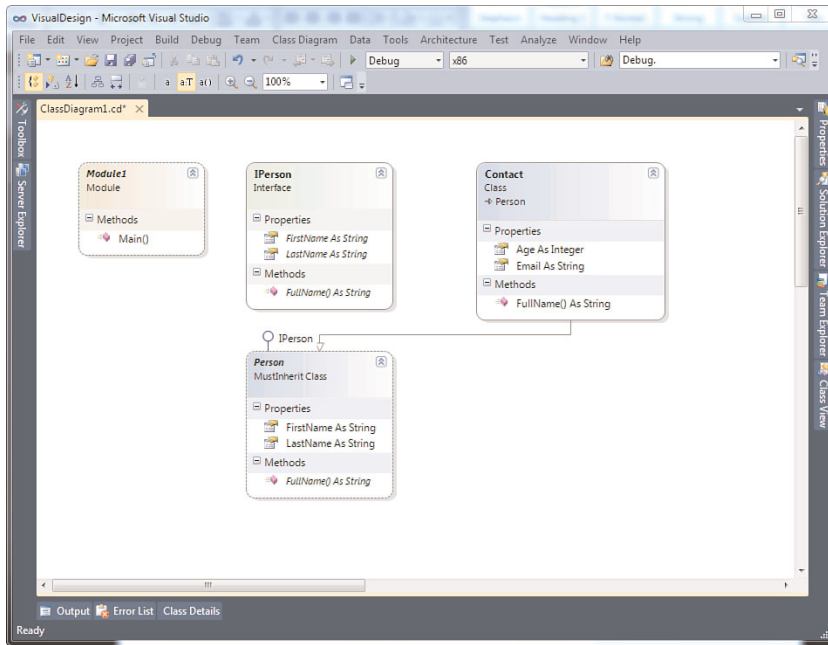 VisualDesign - Microsoft Visual Studio
File Edit View Project Build Debug Team Class Diagram Data Tools Architecture Test Analyze Window Help
Debug x86 Debug.
a a:T a() 100%
ClassDiagram1.cd* ×
Toolbox
Server Explorer
Module1
Module
Methods
Main()
IPerson
Interface
Properties
FirstName As String
LastName As String
Methods
FullName() As String
Contact
Class
Person
Properties
Age As Integer
Email As String
Methods
FullName() As String
IPerson
Person
MustInherit Class
Properties
FirstName As String
LastName As String
Methods
FullName() As String
Properties
Solution Explorer
Team Explorer
Class View
Output Error List Class Details
Ready